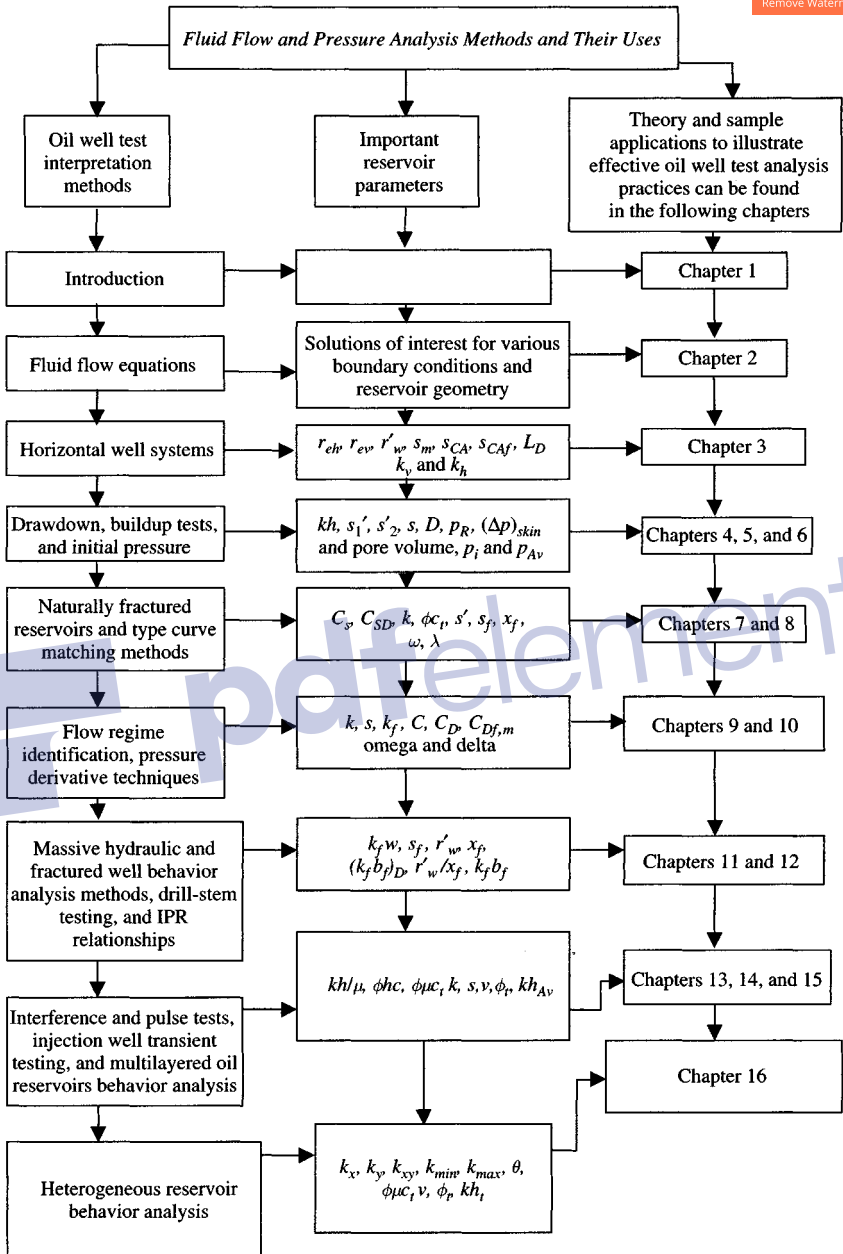 Remove Watern
Fluid Flow and Pressure Analysis Methods and Their Uses
Oil well test
interpretation
methods
Important
reservoir
parameters
Theory and sample
applications to illustrate
effective oil well test analysis
practices can be found
in the following chapters
Introduction
Chapter 1
Fluid flow equations
Solutions of interest for various
boundary conditions and
reservoir geometry
Chapter 2
Horizontal well systems
r_eh, r_ev, r'_w, s_m, s_CA, s_CAf, L_D
k_v and k_h
Chapter 3
Drawdown, buildup tests,
and initial pressure
kh, s_1', s'_2, s, D, p_R, (Δp)_skin
and pore volume, p_i and p_Av
Chapters 4, 5, and 6
Naturally fractured
reservoirs and type curve
matching methods
C_s, C_SD, k, ϕc_t, s', s_f, x_f,
ω, λ
Chapters 7 and 8
pdfelement
Flow regime
identification, pressure
derivative techniques
k, s, k_f, C, C_D, C_Df,m
omega and delta
Chapters 9 and 10
Massive hydraulic and
fractured well behavior
analysis methods, drill-stem
testing, and IPR
relationships
k_f w, s_f, r'_w, x_f,
(k_f b_f)_D, r'_w/x_f, k_f b_f
Chapters 11 and 12
Interference and pulse tests,
injection well transient
testing, and multilayered oil
reservoirs behavior analysis
kh/μ, ϕhc, ϕμc_t k, s,v,ϕ_t, kh_Av
Chapters 13, 14, and 15
Heterogeneous reservoir
behavior analysis
k_x, k_y, k_xy, k_min, k_max, θ,
ϕμc_t v, ϕ_t, kh_t
Chapter 16